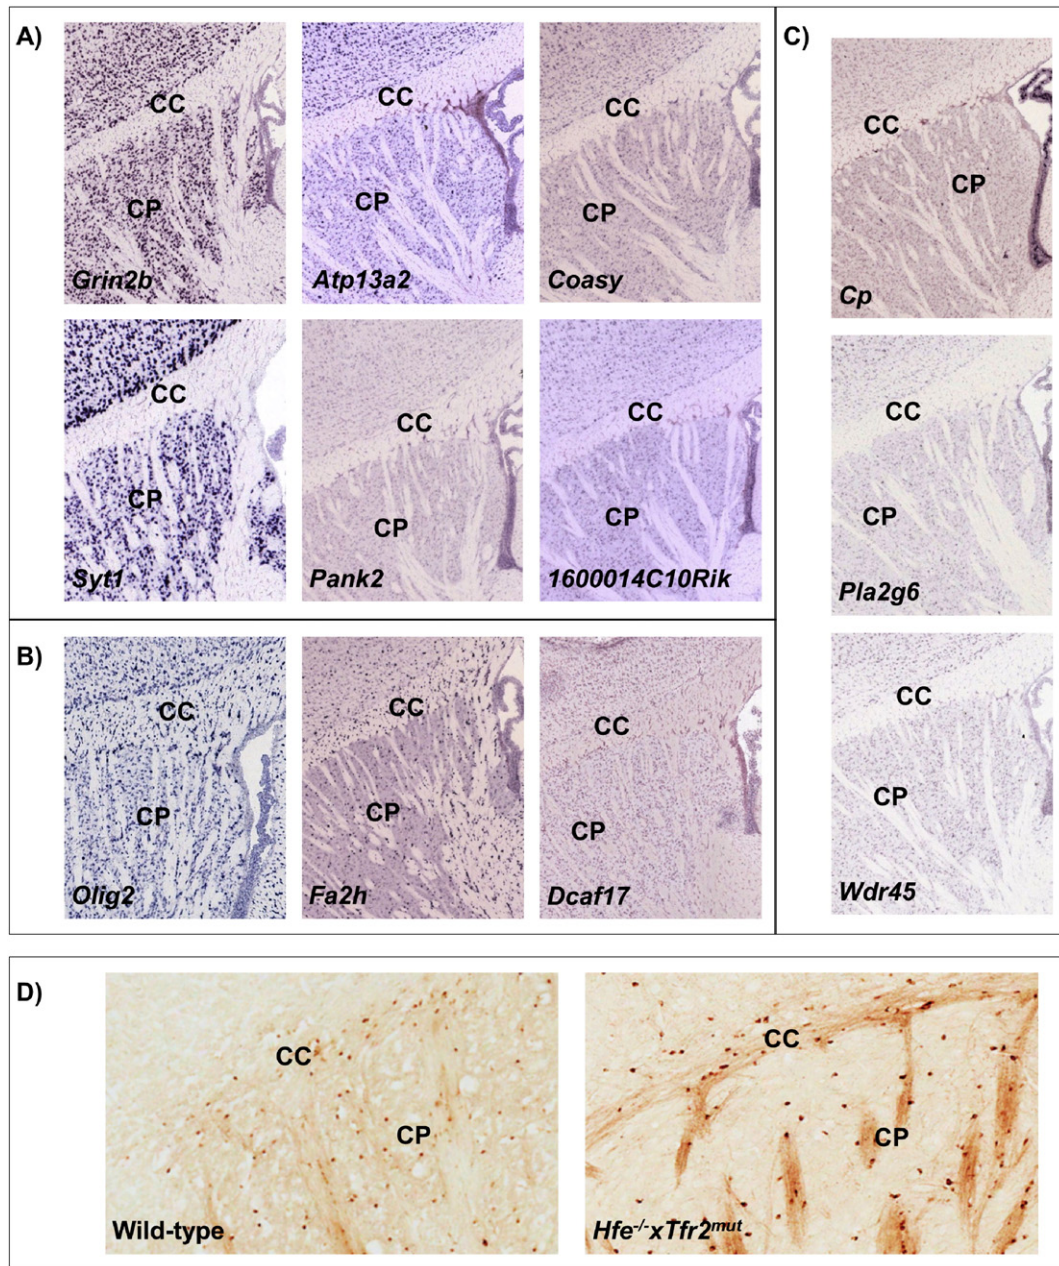 A)
CC
CP
Grin2b
CC
CP
Atp13a2
CC
CP
Coasy
CC
CP
Syt1
CC
CP
Pank2
CC
CP
1600014C10Rik
B)
CC
CP
Olig2
CC
CP
Fa2h
CC
CP
Dcaf17
C)
CC
CP
Cp
CC
CP
Pla2g6
CC
CP
Wdr45
D)
CC
CP
Wild-type
CC
CP
Hfe⁻/⁻xTfr2ᵐᵘᵗ